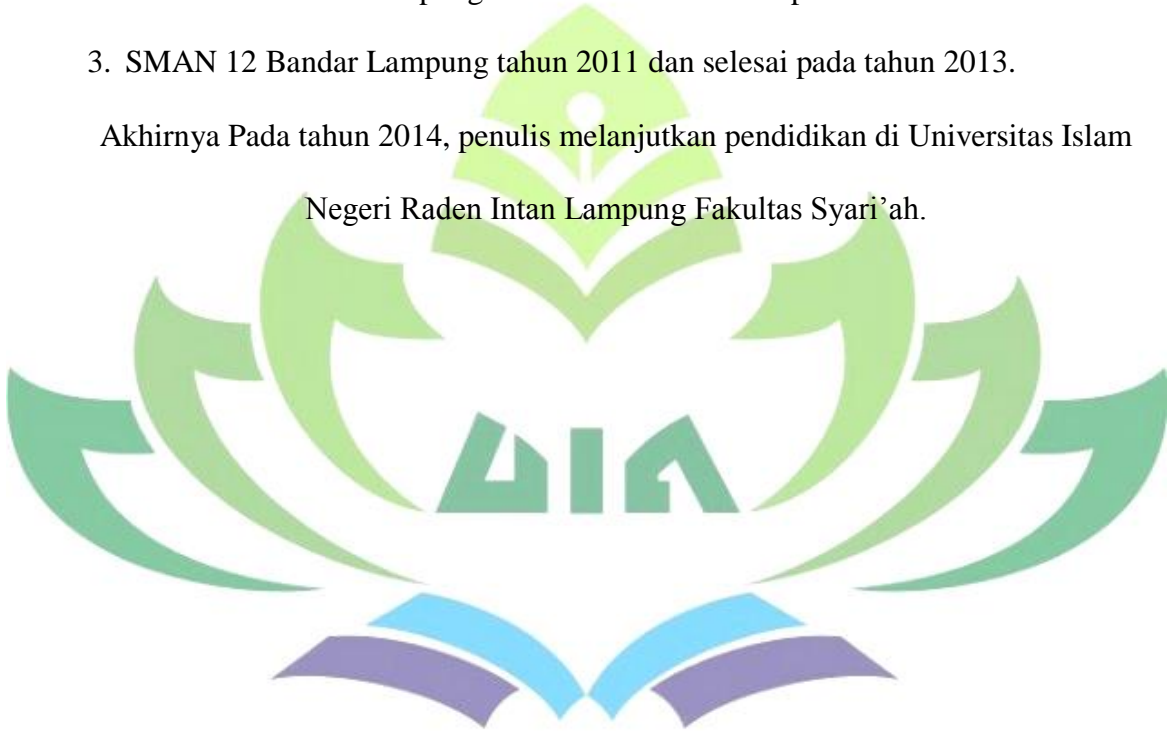 3. SMAN 12 Bandar Lampung tahun 2011 dan selesai pada tahun 2013.
Akhirnya Pada tahun 2014, penulis melanjutkan pendidikan di Universitas Islam
Negeri Raden Intan Lampung Fakultas Syari’ah.
UIN